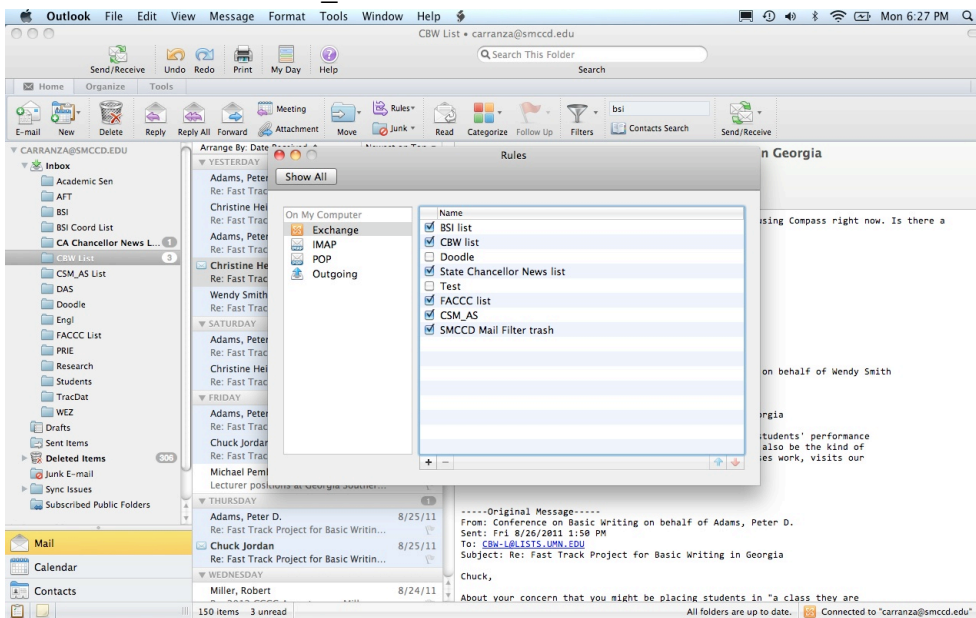 Outlook File Edit View Message Format Tools Window Help
Mon 6:27 PM
CBW List • carranza@smccd.edu
Search This Folder
Send/Receive Undo Redo Print My Day Help
Search
Home Organize Tools
Meeting
Rules
bsi
Attachment
Junk
Contacts Search
E-mail New Delete Reply Reply All Forward Move Read Categorize Follow Up Filters Send/Receive
CARRANZA@SMCCD.EDU
Inbox
Academic Sen
AFT
BSI
BSI Coord List
CA Chancellor News L... 1
CBW List 3
CSM_AS List
DAS
Doodle
Engl
FACCC List
PRIE
Research
Students
TracDat
WEZ
Drafts
Sent Items
Deleted Items 306
Junk E-mail
Sync Issues
Subscribed Public Folders
Mail
Calendar
Contacts
Arrange By: Date
YESTERDAY
Adams, Peter
Re: Fast Trac
Christine Hei
Re: Fast Trac
Adams, Peter
Re: Fast Trac
Christine He
Re: Fast Trac
Wendy Smith
Re: Fast Trac
SATURDAY
Adams, Peter
Re: Fast Trac
Christine Hei
Re: Fast Trac
FRIDAY
Adams, Peter
Re: Fast Trac
Chuck Jordan
Re: Fast Trac
Michael Peml
Lecturer positions at Georgia Souther...
THURSDAY 1
Adams, Peter D. 8/25/11
Re: Fast Track Project for Basic Writin...
Chuck Jordan 8/25/11
Re: Fast Track Project for Basic Writin...
WEDNESDAY
Miller, Robert 8/24/11
Rules
Show All
On My Computer
Exchange
IMAP
POP
Outgoing
Name
BSI list
CBW list
Doodle
State Chancellor News list
Test
FACCC list
CSM_AS
SMCCD Mail Filter trash
+ −
n Georgia
using Compass right now. Is there a
on behalf of Wendy Smith
orgia
students' performance
also be the kind of
ses work, visits our
-----Original Message-----
From: Conference on Basic Writing on behalf of Adams, Peter D.
Sent: Fri 8/26/2011 1:50 PM
To: CBW-L@LISTS.UMN.EDU
Subject: Re: Fast Track Project for Basic Writing in Georgia
Chuck,
About your concern that you might be placing students in "a class they are
150 items 3 unread
All folders are up to date. Connected to "carranza@smccd.edu"